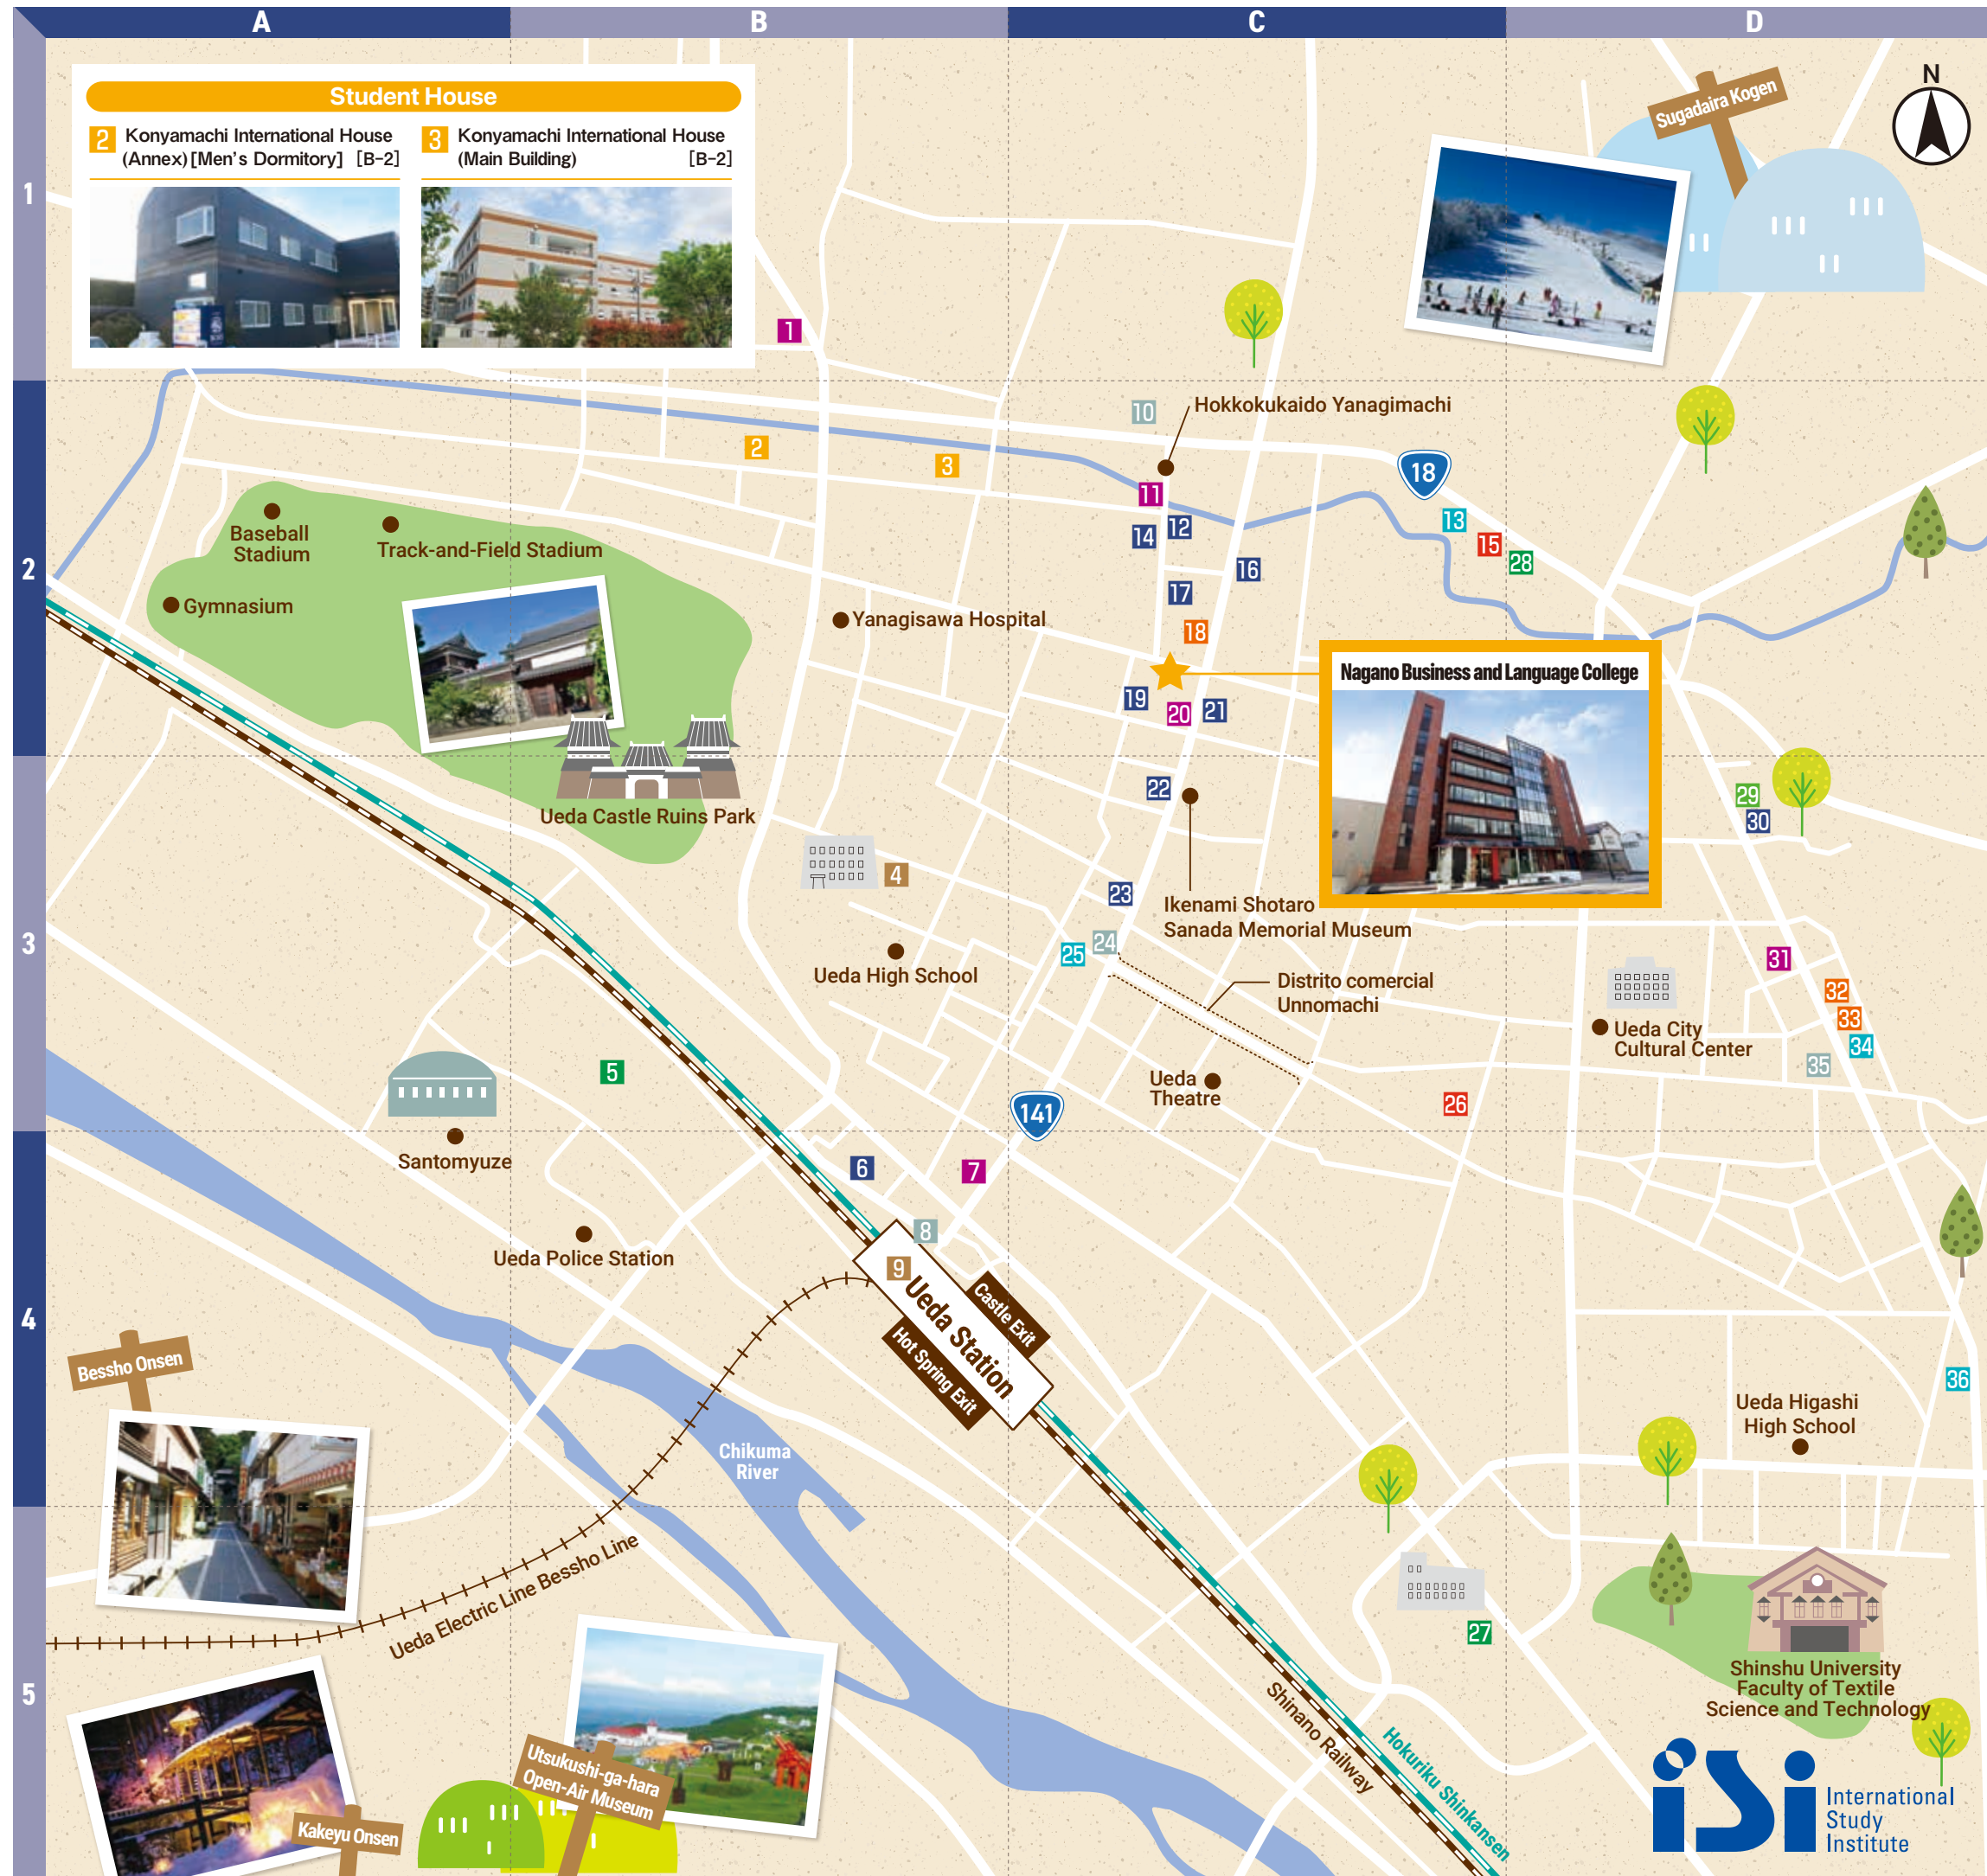 A
B
C
D
1
2
3
4
5
Student House
2 Konyamachi International House
(Annex) [Men's Dormitory] [B-2]
3 Konyamachi International House
(Main Building) [B-2]
Sugadaira Kogen
N
1
10
Hokkokukaido Yanagimachi
2
3
18
11
12
13
14
15
28
16
17
18
Baseball
Stadium
Track-and-Field Stadium
Gymnasium
Yanagisawa Hospital
Nagano Business and Language College
19
20
21
Ueda Castle Ruins Park
22
29
30
4
23
Ikenami Shotaro
Sanada Memorial Museum
24
25
Ueda High School
Distrito comercial
Unnomachi
31
32
33
34
35
Ueda City
Cultural Center
5
Ueda
Theatre
26
141
Santomyuze
6
7
8
9
Ueda Police Station
Ueda Station
Castle Exit
Hot Spring Exit
Bessho Onsen
36
Ueda Higashi
High School
Chikuma
River
Ueda Electric Line Bessho Line
27
Shinshu University
Faculty of Textile
Science and Technology
Shinano Railway
Hokuriku Shinkansen
Utsukushi-ga-hara
Open-Air Museum
Kakeyu Onsen
iSi
International
Study
Institute